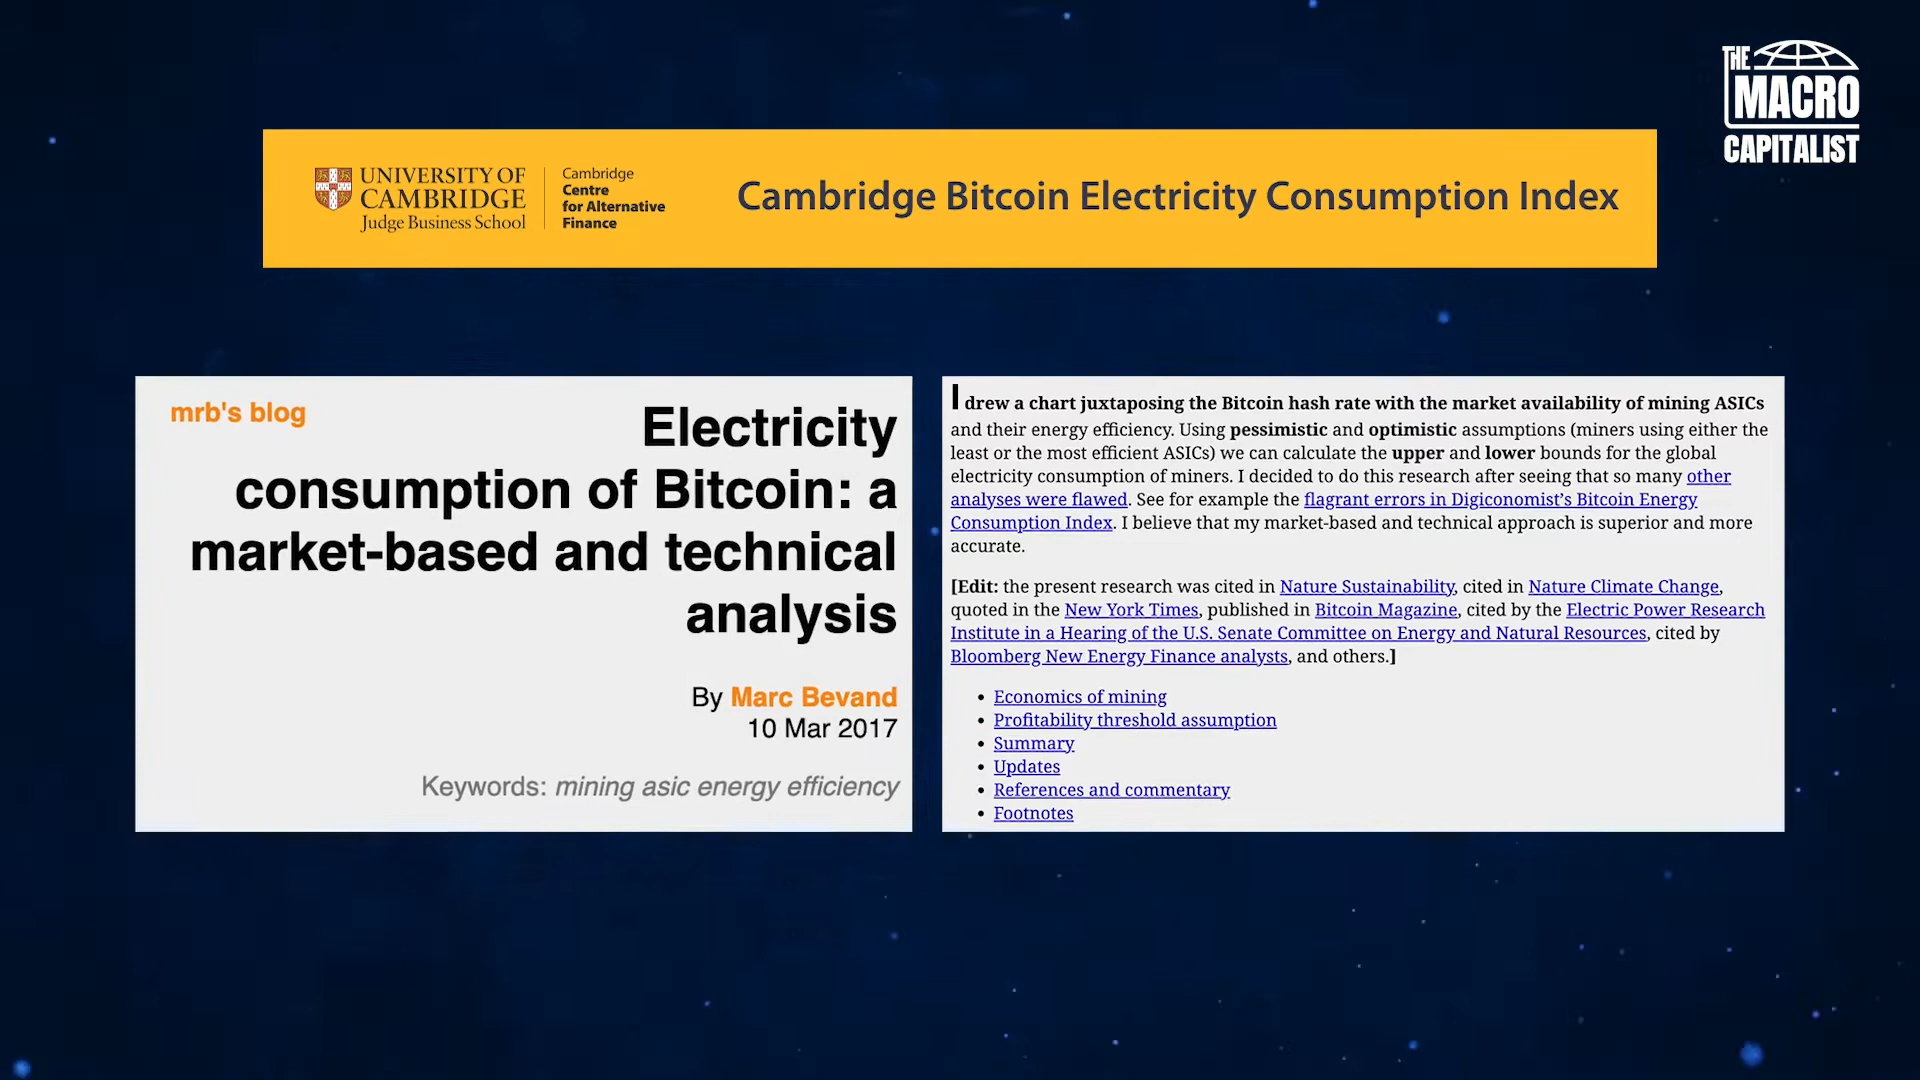 THE
MACRO
CAPITALIST
UNIVERSITY OF
CAMBRIDGE
Judge Business School
Cambridge
Centre
for Alternative
Finance
Cambridge Bitcoin Electricity Consumption Index
mrb's blog
Electricity
consumption of Bitcoin: a
market-based and technical
analysis
By Marc Bevand
10 Mar 2017
Keywords: mining asic energy efficiency
I drew a chart juxtaposing the Bitcoin hash rate with the market availability of mining ASICs
and their energy efficiency. Using pessimistic and optimistic assumptions (miners using either the
least or the most efficient ASICs) we can calculate the upper and lower bounds for the global
electricity consumption of miners. I decided to do this research after seeing that so many other
analyses were flawed. See for example the flagrant errors in Digiconomist’s Bitcoin Energy
Consumption Index. I believe that my market-based and technical approach is superior and more
accurate.
[Edit: the present research was cited in Nature Sustainability, cited in Nature Climate Change,
quoted in the New York Times, published in Bitcoin Magazine, cited by the Electric Power Research
Institute in a Hearing of the U.S. Senate Committee on Energy and Natural Resources, cited by
Bloomberg New Energy Finance analysts, and others.]
• Economics of mining
• Profitability threshold assumption
• Summary
• Updates
• References and commentary
• Footnotes